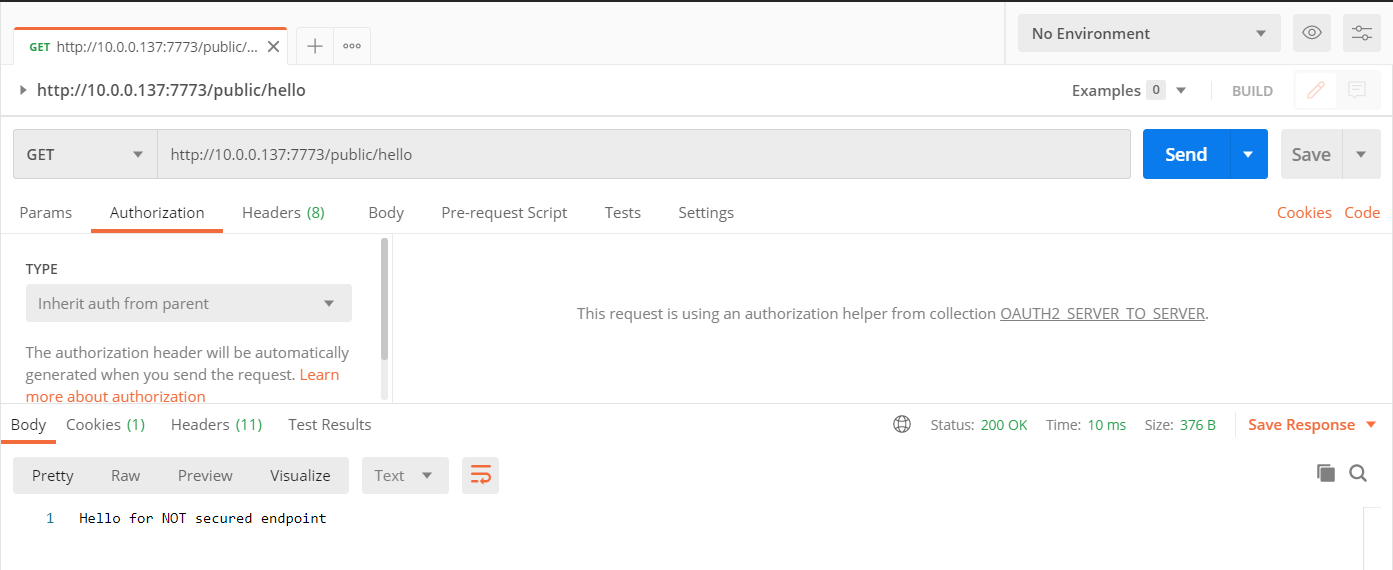 GET http://10.0.0.137:7773/public/...
No Environment
http://10.0.0.137:7773/public/hello
Examples 0
BUILD
GET
http://10.0.0.137:7773/public/hello
Send
Save
Params Authorization Headers (8) Body Pre-request Script Tests Settings Cookies Code
TYPE
Inherit auth from parent
The authorization header will be automatically
generated when you send the request. Learn
more about authorization
This request is using an authorization helper from collection OAUTH2_SERVER_TO_SERVER.
Body Cookies (1) Headers (11) Test Results Status: 200 OK Time: 10 ms Size: 376 B Save Response
Pretty Raw Preview Visualize Text
1 Hello for NOT secured endpoint